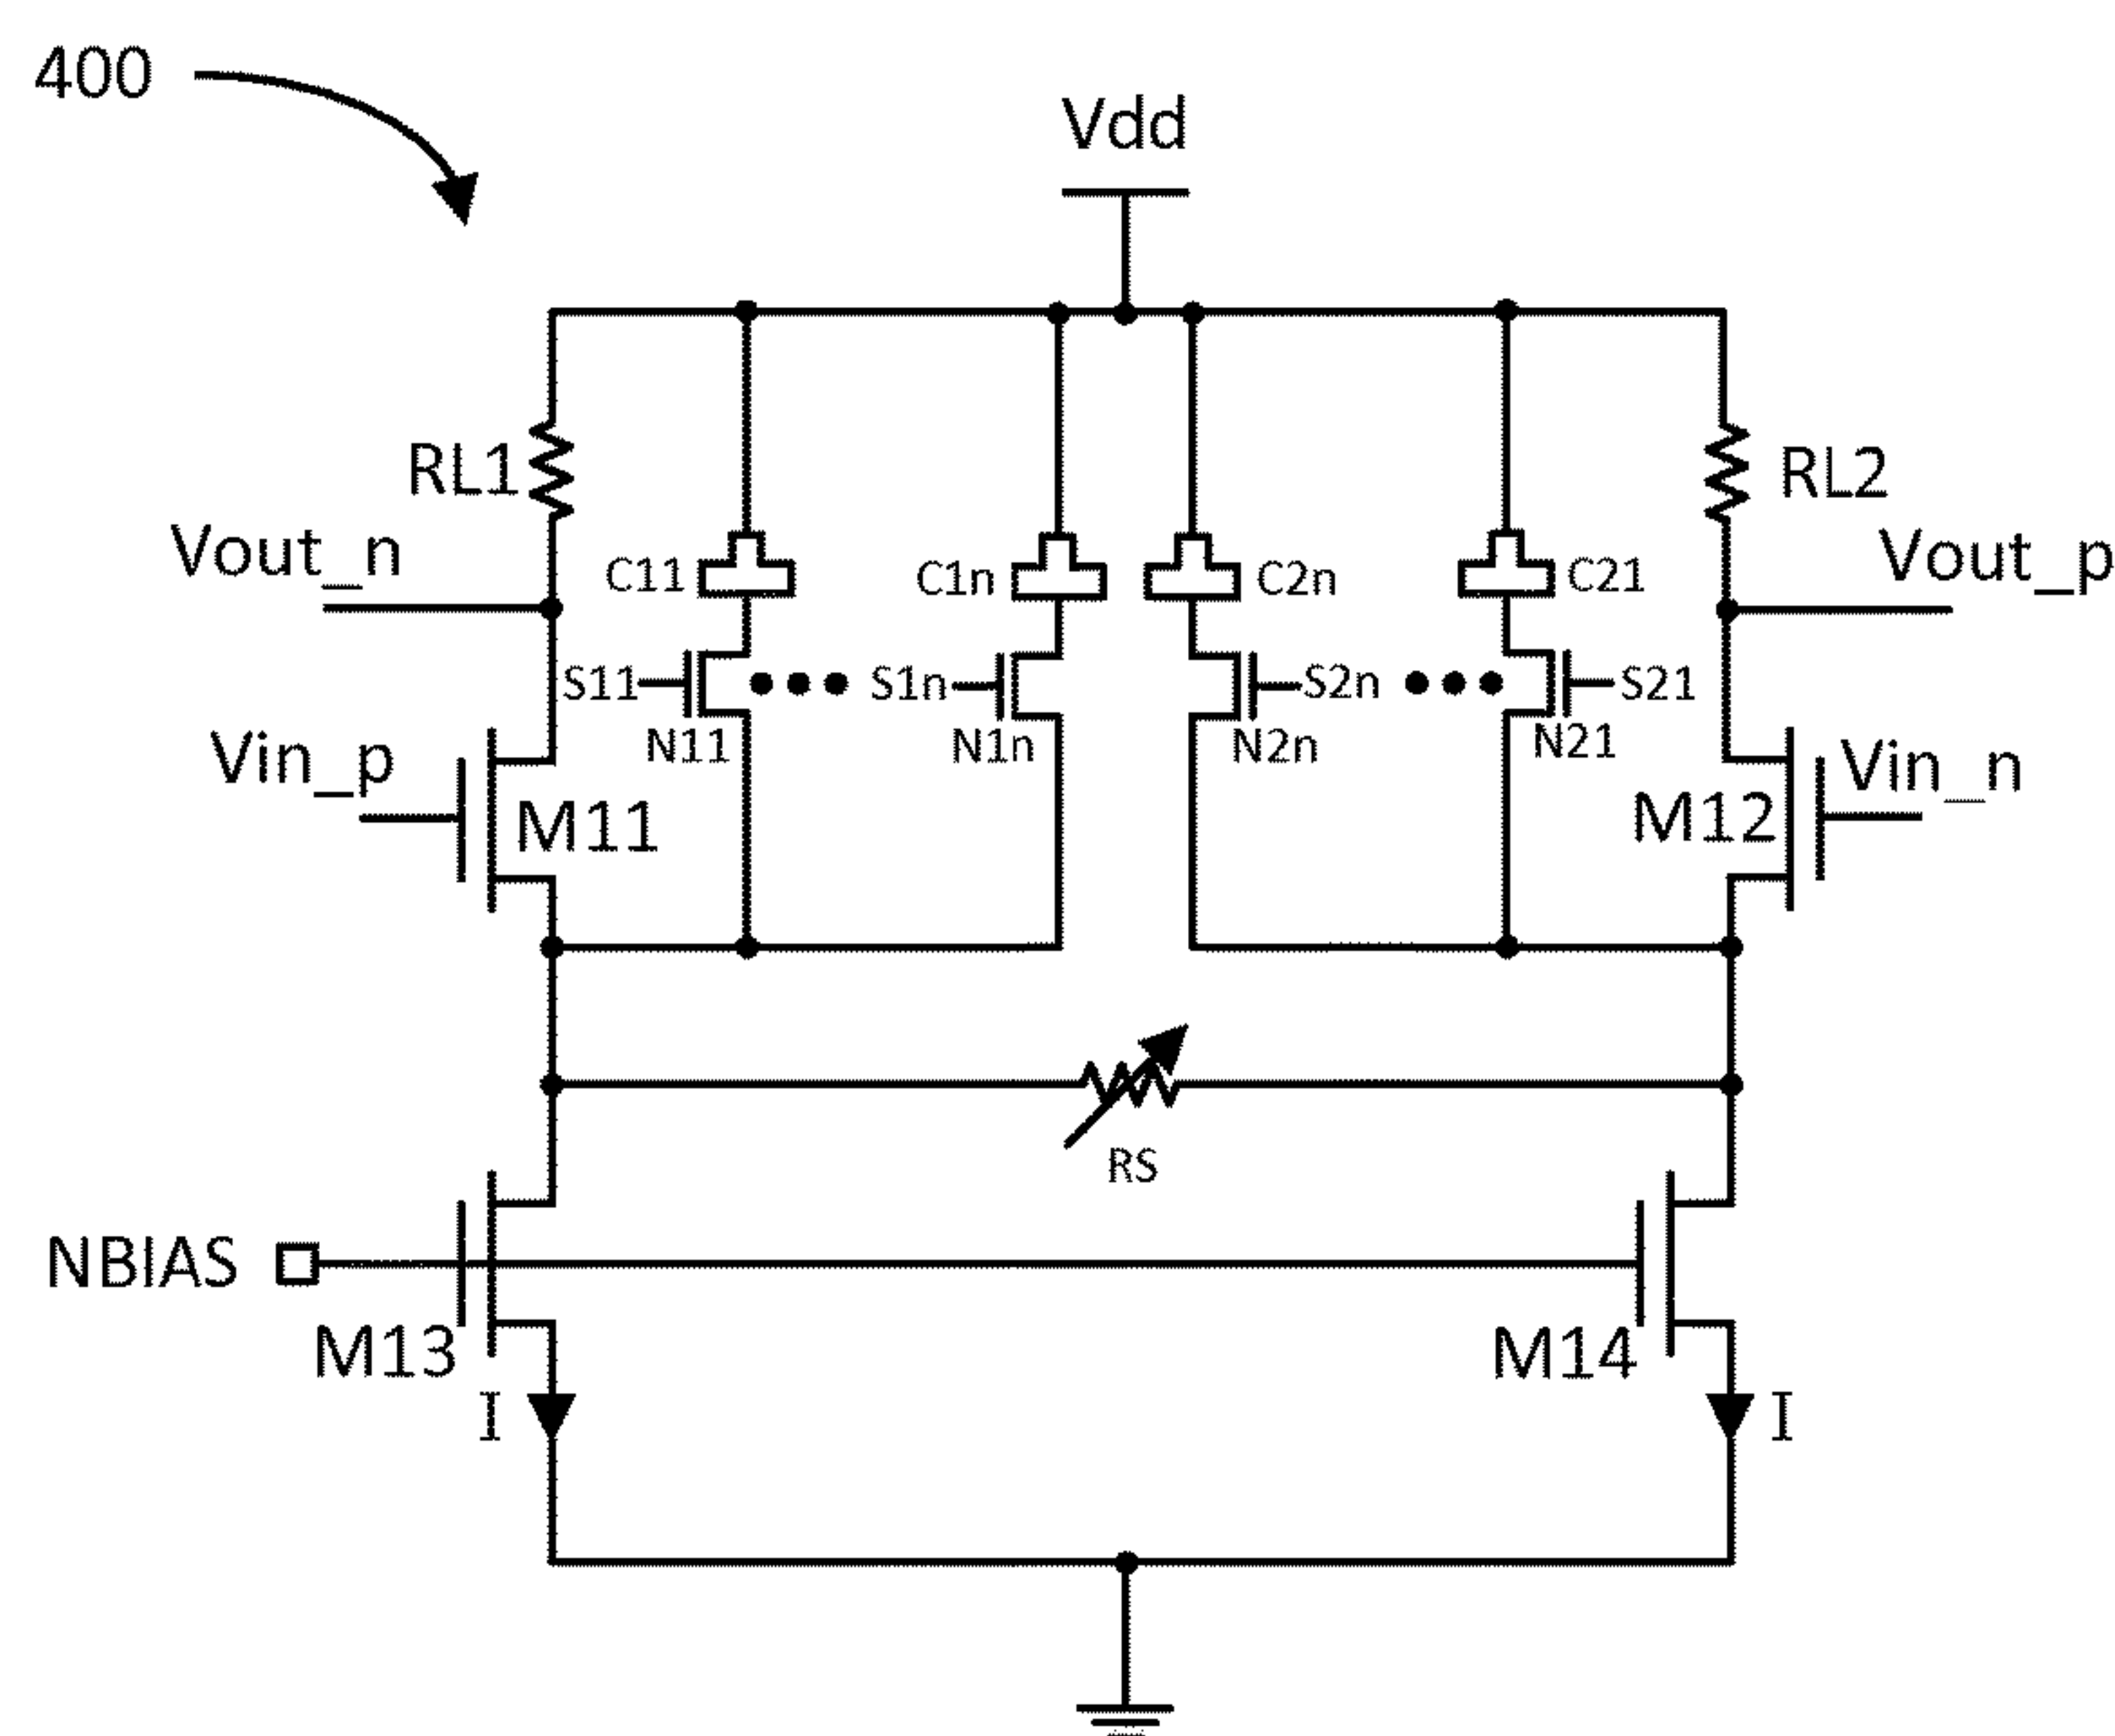 400
Vdd
RL1
RL2
Vout_n
C11
C1n
C2n
C21
Vout_p
S11
S1n
S2n
S21
N11
N1n
N2n
N21
Vin_p
Vin_n
M11
M12
RS
NBIAS
M13
M14
I
I